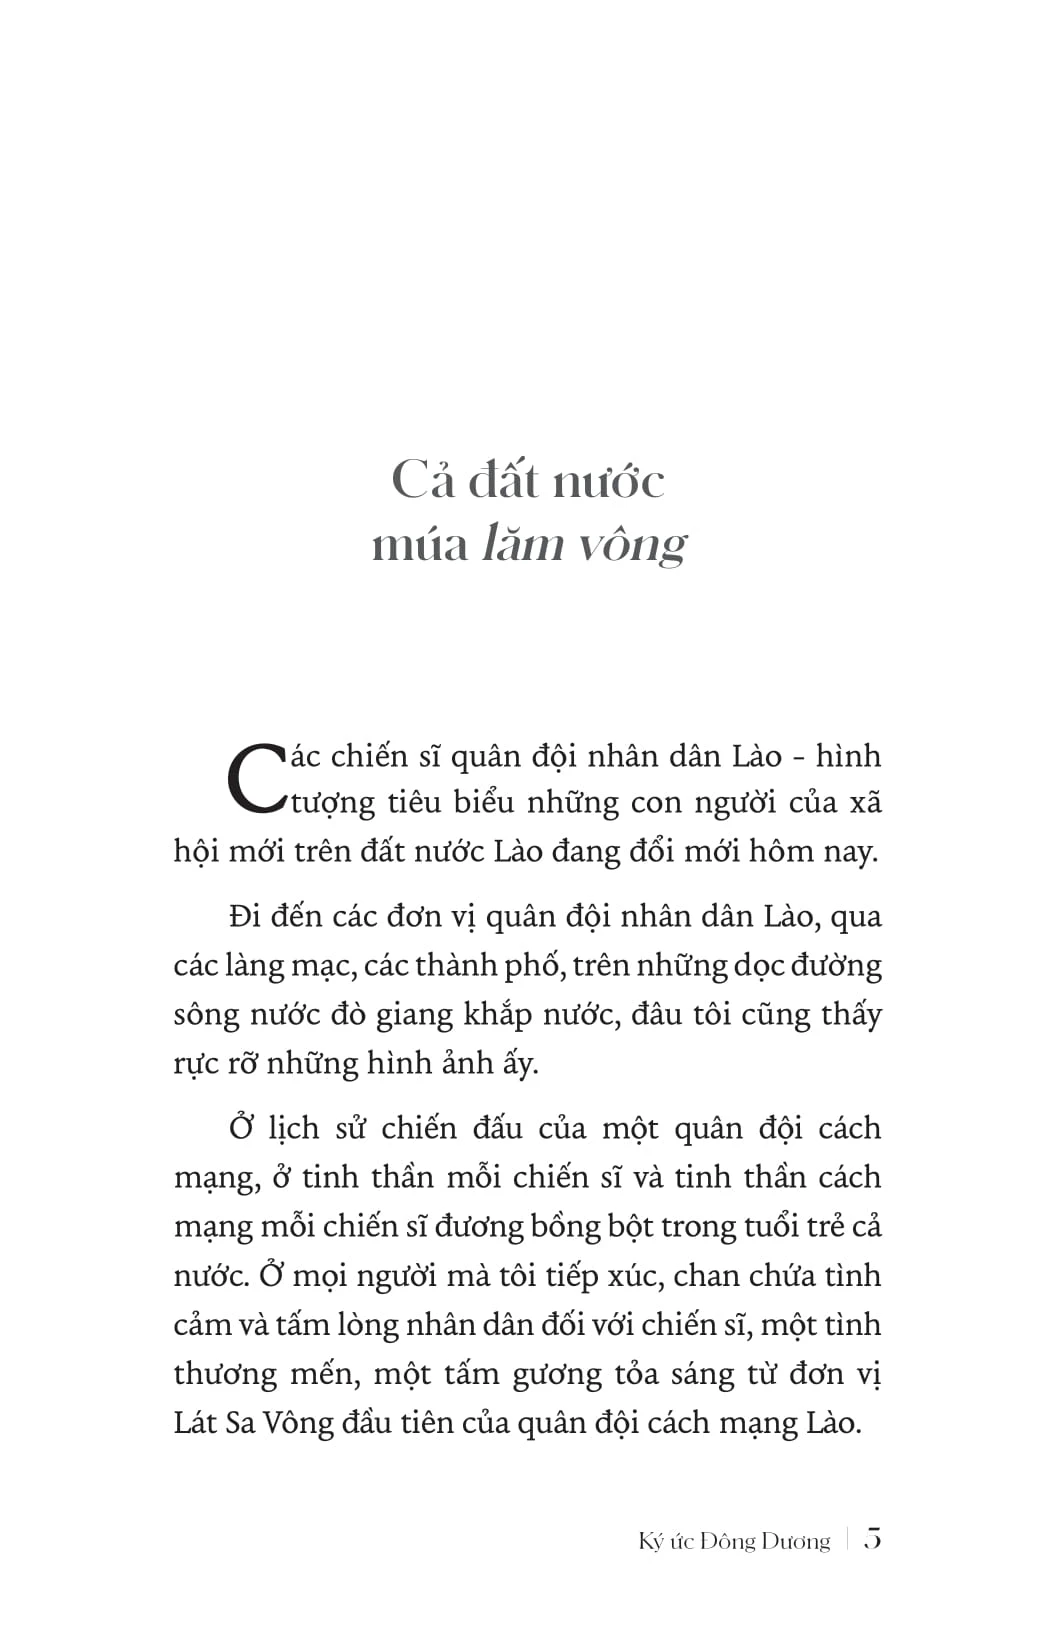 Cả đất nước
múa lăm vông
Các chiến sĩ quân đội nhân dân Lào - hình
tượng tiêu biểu những con người của xã
hội mới trên đất nước Lào đang đổi mới hôm nay.
Đi đến các đơn vị quân đội nhân dân Lào, qua
các làng mạc, các thành phố, trên những dọc đường
sông nước đò giang khắp nước, đâu tôi cũng thấy
rực rỡ những hình ảnh ấy.
Ở lịch sử chiến đấu của một quân đội cách
mạng, ở tinh thần mỗi chiến sĩ và tinh thần cách
mạng mỗi chiến sĩ đương bồng bột trong tuổi trẻ cả
nước. Ở mọi người mà tôi tiếp xúc, chan chứa tình
cảm và tấm lòng nhân dân đối với chiến sĩ, một tình
thương mến, một tấm gương tỏa sáng từ đơn vị
Lát Sa Vông đầu tiên của quân đội cách mạng Lào.
Ký ức Đông Dương | 5